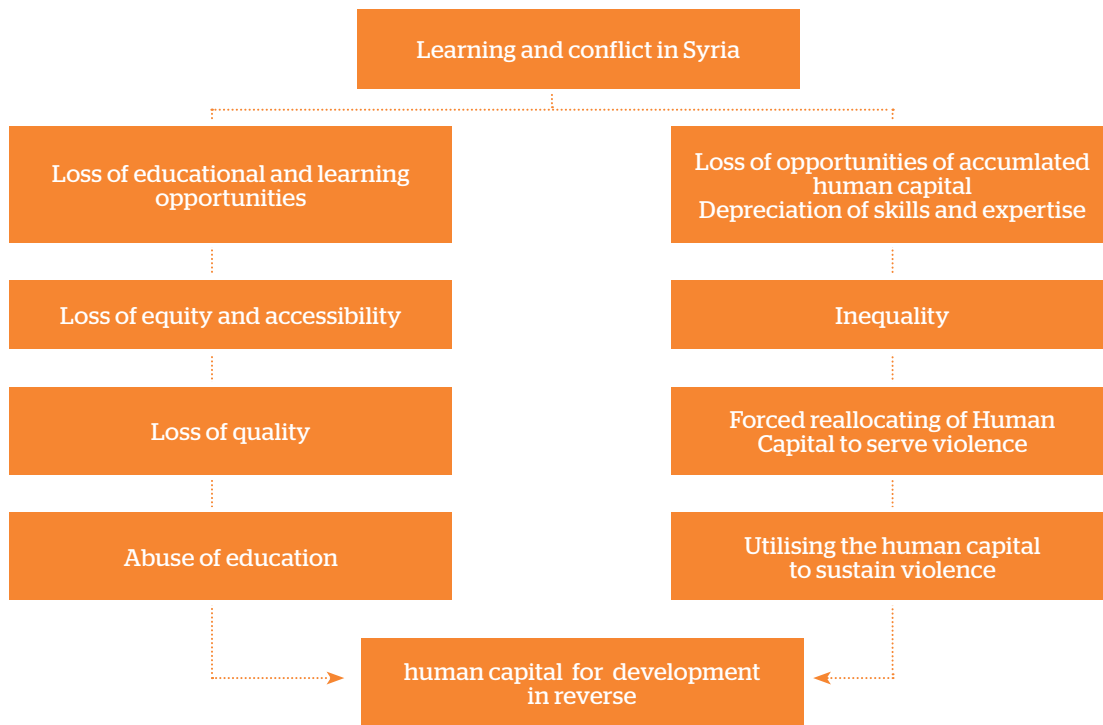 Learning and conflict in Syria
Loss of educational and learning
opportunities
Loss of opportunities of accumlated
human capital
Depreciation of skills and expertise
Loss of equity and accessibility
Inequality
Loss of quality
Forced reallocating of Human
Capital to serve violence
Abuse of education
Utilising the human capital
to sustain violence
human capital for development
in reverse